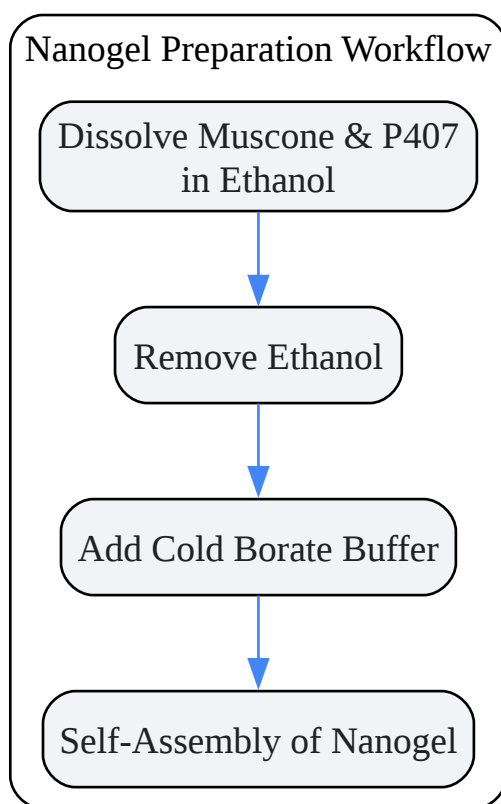 Nanogel Preparation Workflow
Dissolve Muscone & P407
in Ethanol
Remove Ethanol
Add Cold Borate Buffer
Self-Assembly of Nanogel